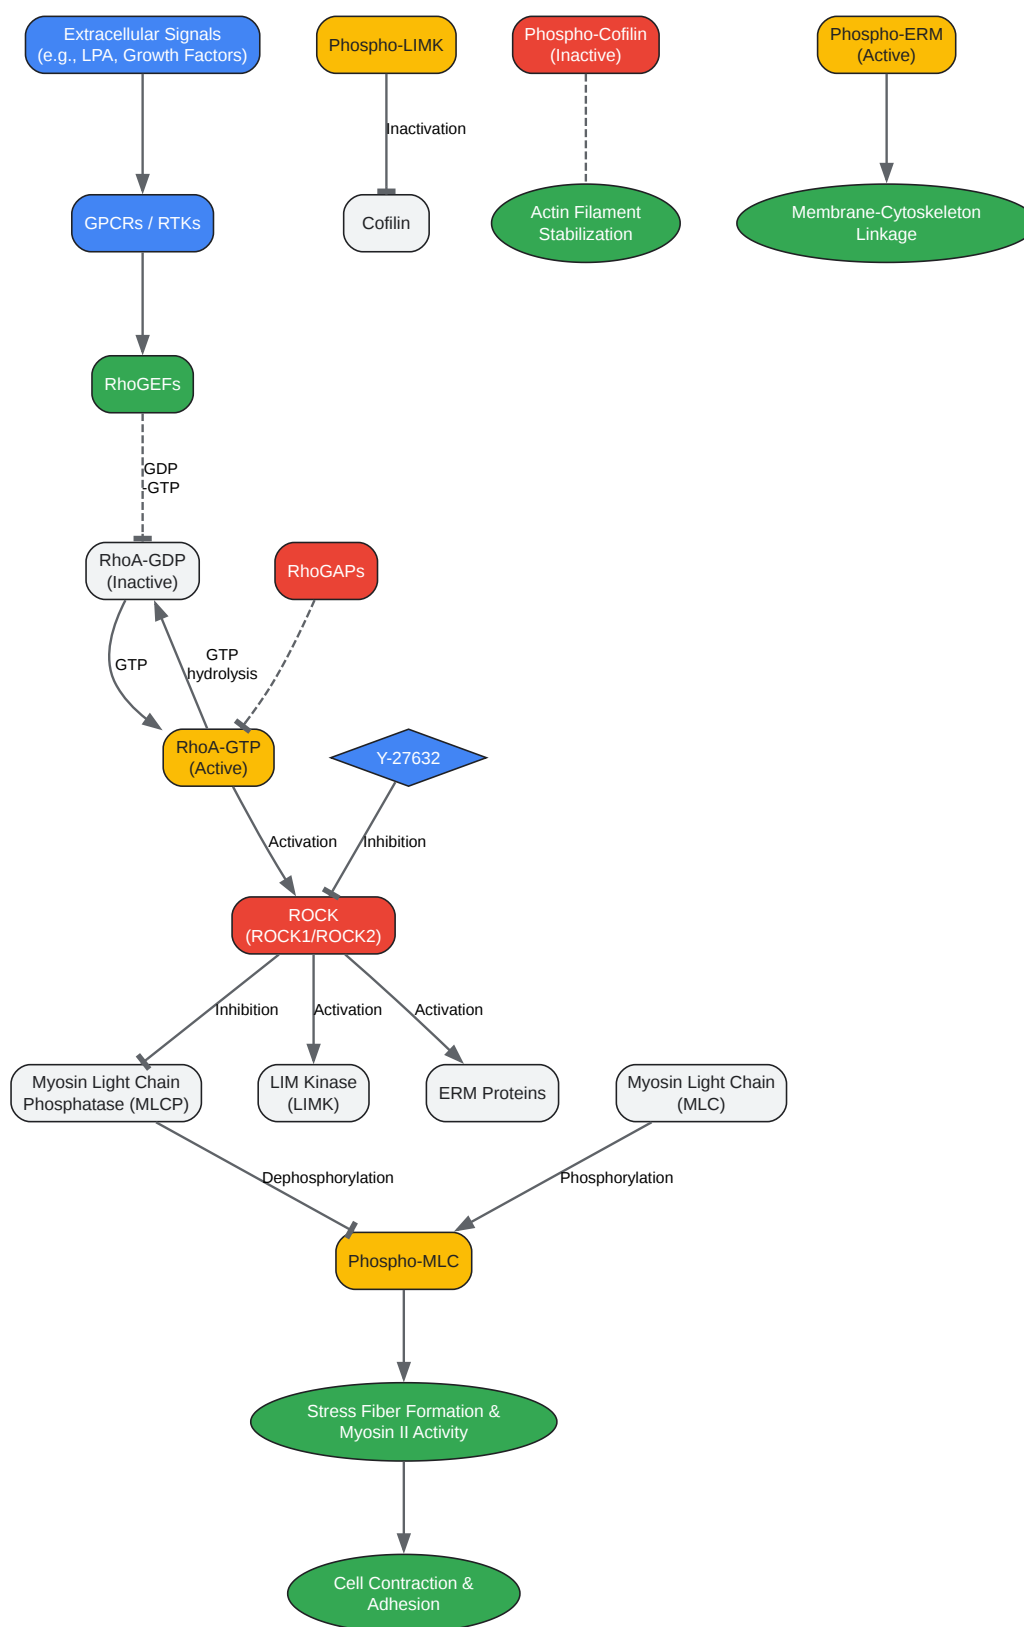 Extracellular Signals
(e.g., LPA, Growth Factors)
Phospho-LIMK
Phospho-Cofilin
(Inactive)
Phospho-ERM
(Active)
Inactivation
GPCRs / RTKs
Cofilin
Actin Filament
Stabilization
Membrane-Cytoskeleton
Linkage
RhoGEFs
GDP
-GTP
RhoA-GDP
(Inactive)
RhoGAPs
GTP
GTP
hydrolysis
RhoA-GTP
(Active)
Y-27632
Activation
Inhibition
ROCK
(ROCK1/ROCK2)
Inhibition
Activation
Activation
Myosin Light Chain
Phosphatase (MLCP)
LIM Kinase
(LIMK)
ERM Proteins
Myosin Light Chain
(MLC)
Dephosphorylation
Phosphorylation
Phospho-MLC
Stress Fiber Formation &
Myosin II Activity
Cell Contraction &
Adhesion